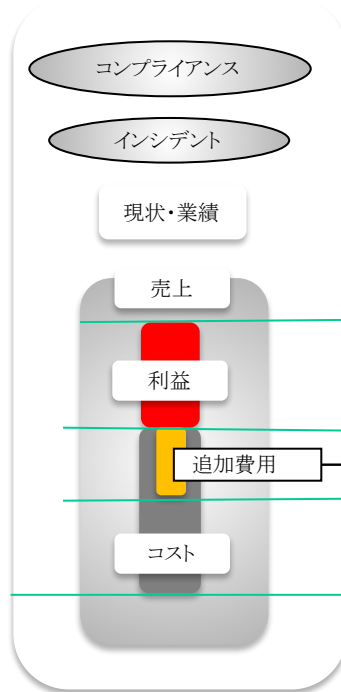 コンプライアンス
インシデント
現状・業績
売上
利益
追加費用
コスト